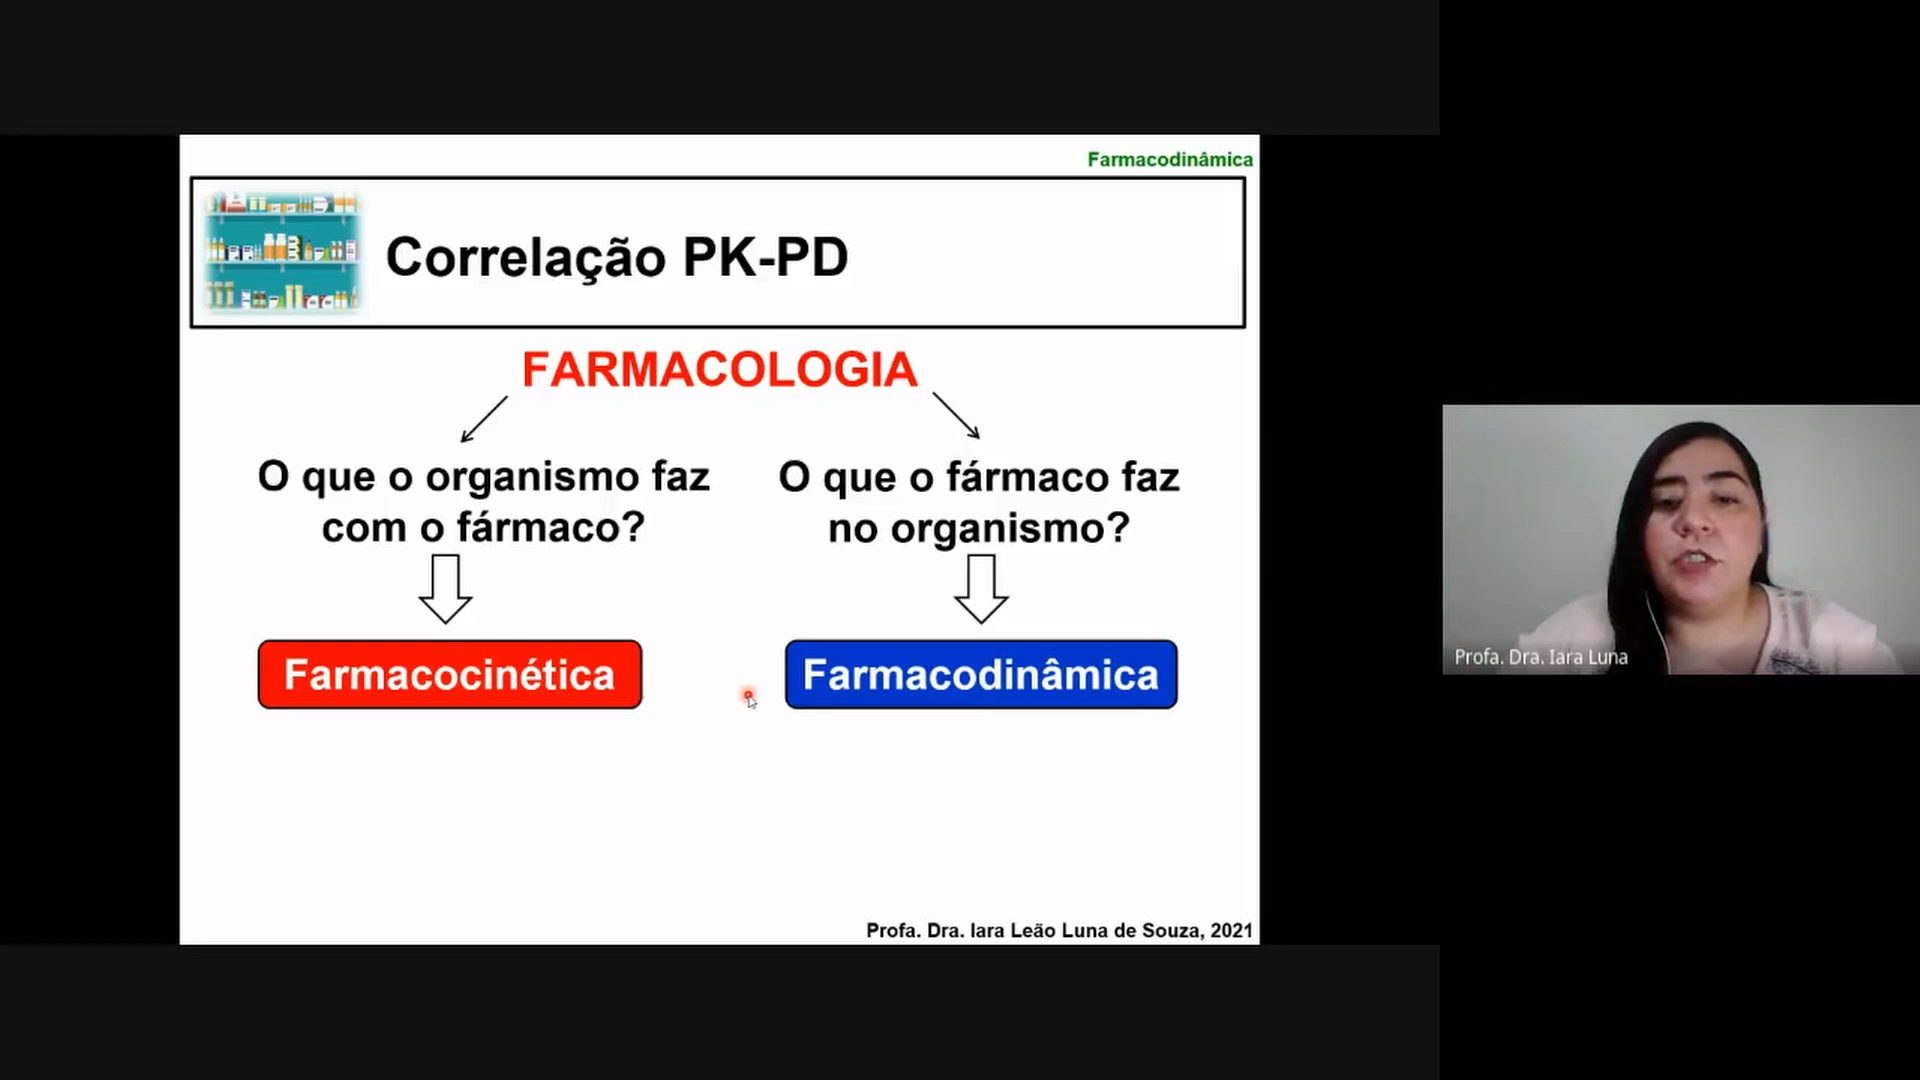 Farmacodinâmica
Correlação PK-PD
FARMACOLOGIA
O que o organismo faz
com o fármaco?
O que o fármaco faz
no organismo?
Farmacocinética
Farmacodinâmica
Profa. Dra. Iara Leão Luna de Souza, 2021
Profa. Dra. Iara Luna